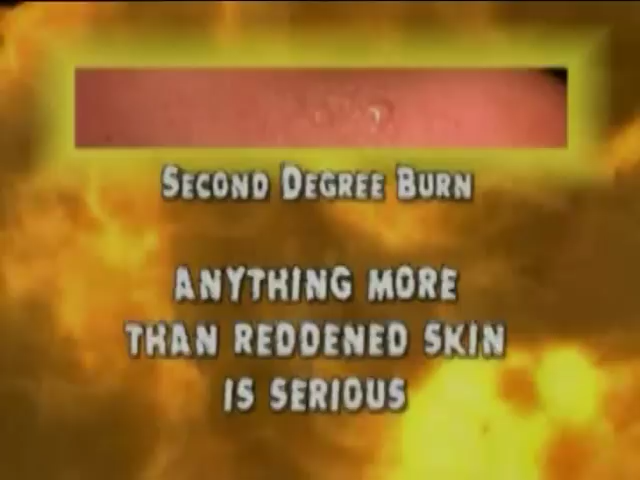 SECOND DEGREE BURN
ANYTHING MORE
THAN REDDENED SKIN
IS SERIOUS